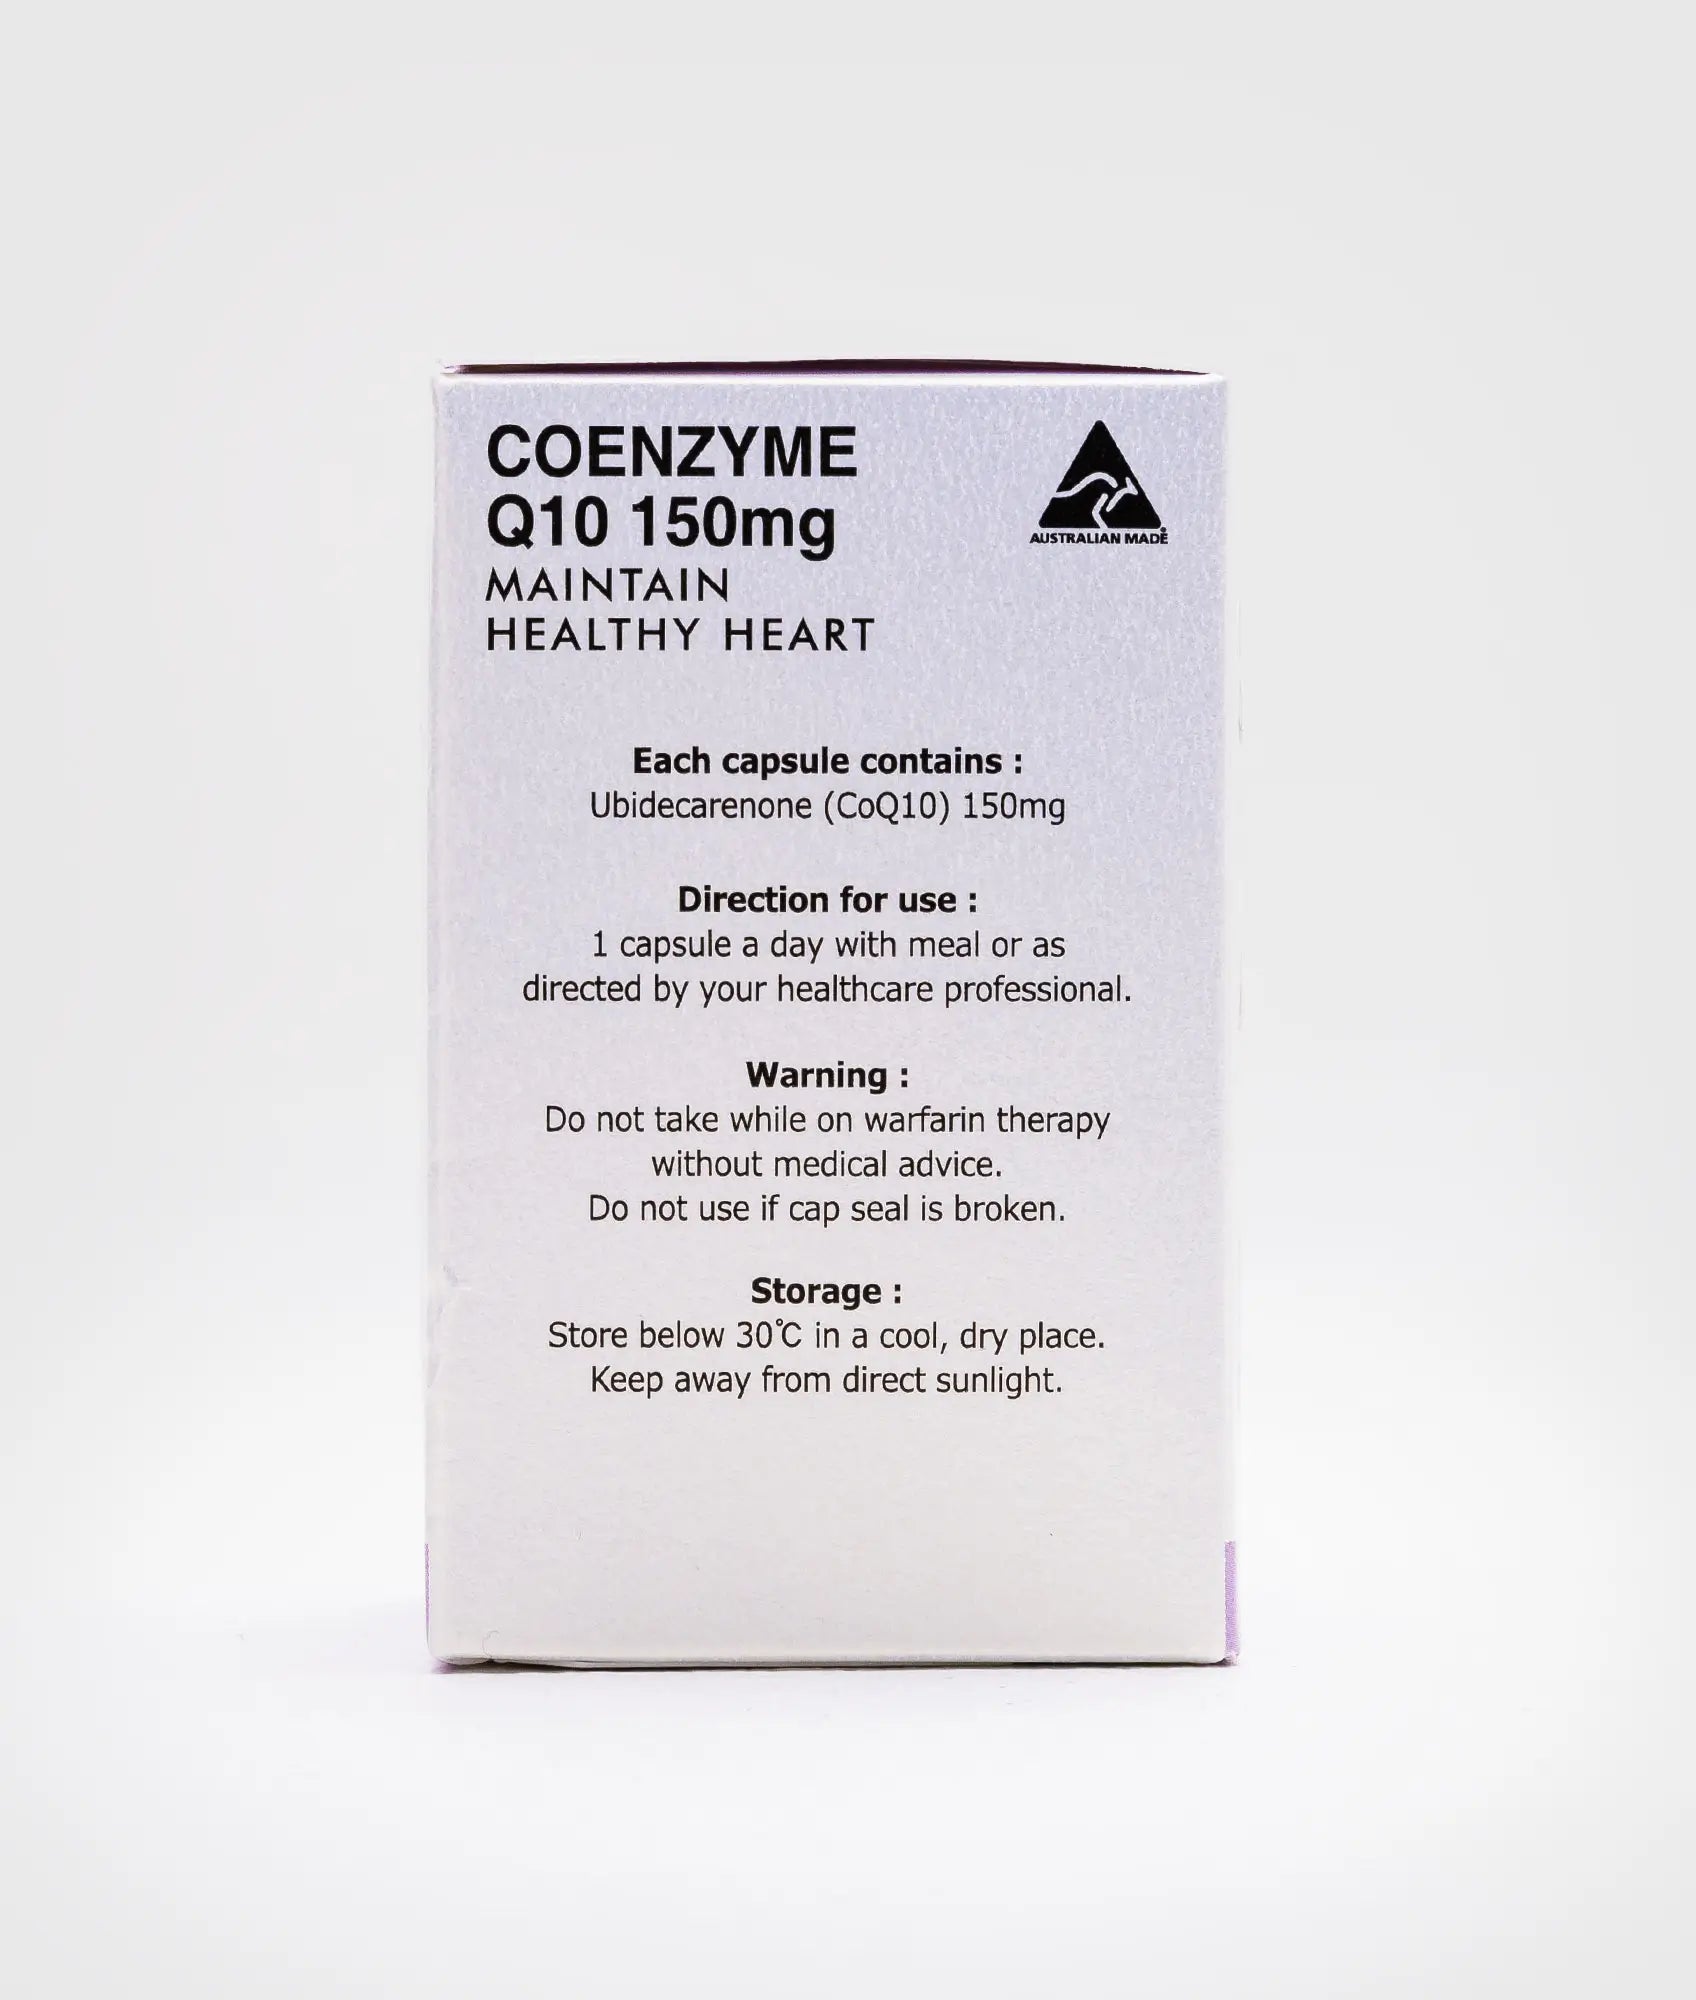 COENZYME
Q10 150mg
MAINTAIN
HEALTHY HEART
AUSTRALIAN MADE
Each capsule contains :
Ubidecarenone (CoQ10) 150mg
Direction for use :
1 capsule a day with meal or as
directed by your healthcare professional.
Warning :
Do not take while on warfarin therapy
without medical advice.
Do not use if cap seal is broken.
Storage :
Store below 30℃ in a cool, dry place.
Keep away from direct sunlight.